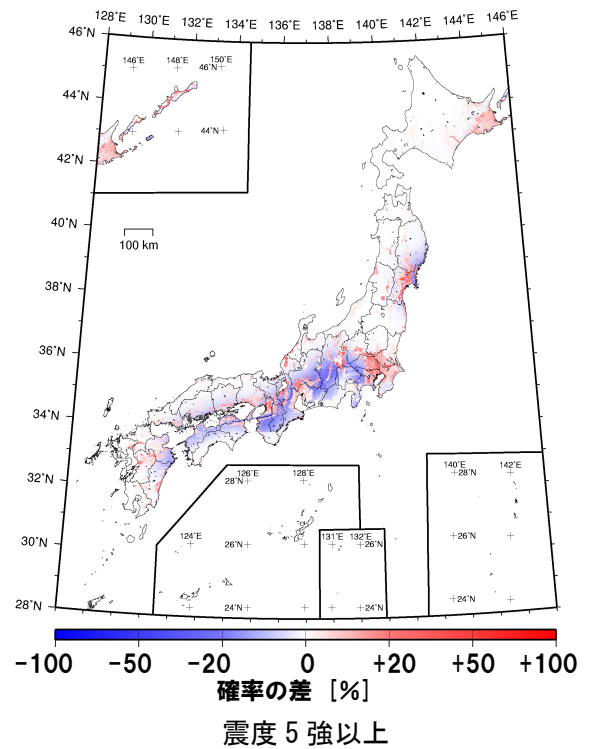 128°E 130°E 132°E 134°E 136°E 138°E 140°E 142°E 144°E 146°E
46°N
146°E 148°E 150°E
46°N
44°N
44°N
42°N
40°N
100 km
38°N
36°N
34°N
32°N
126°E 128°E
28°N
140°E 142°E
28°N
30°N
124°E
26°N
131°E 132°E
26°N
26°N
28°N
24°N
24°N
24°N
-100 -50 -20 0 +20 +50 +100
確率の差 [%]
震度5強以上